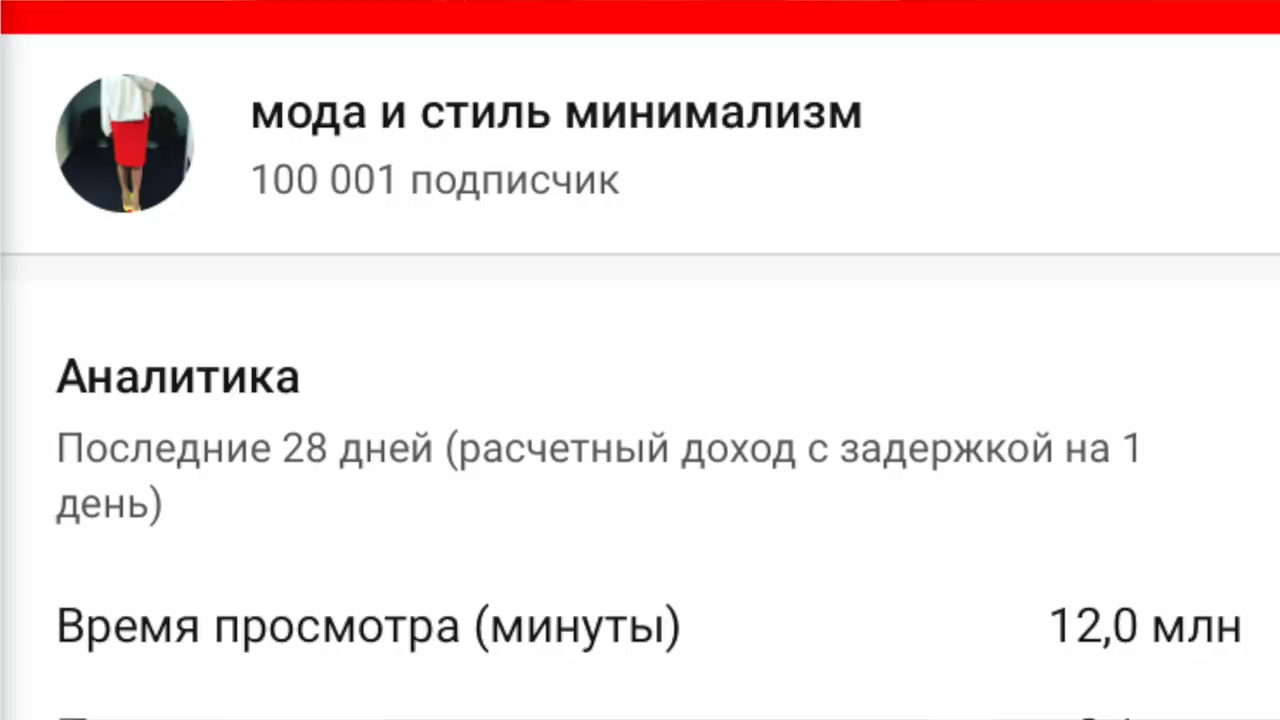 мода и стиль минимализм
100 001 подписчик
Аналитика
Последние 28 дней (расчетный доход с задержкой на 1
день)
Время просмотра (минуты) 12,0 млн